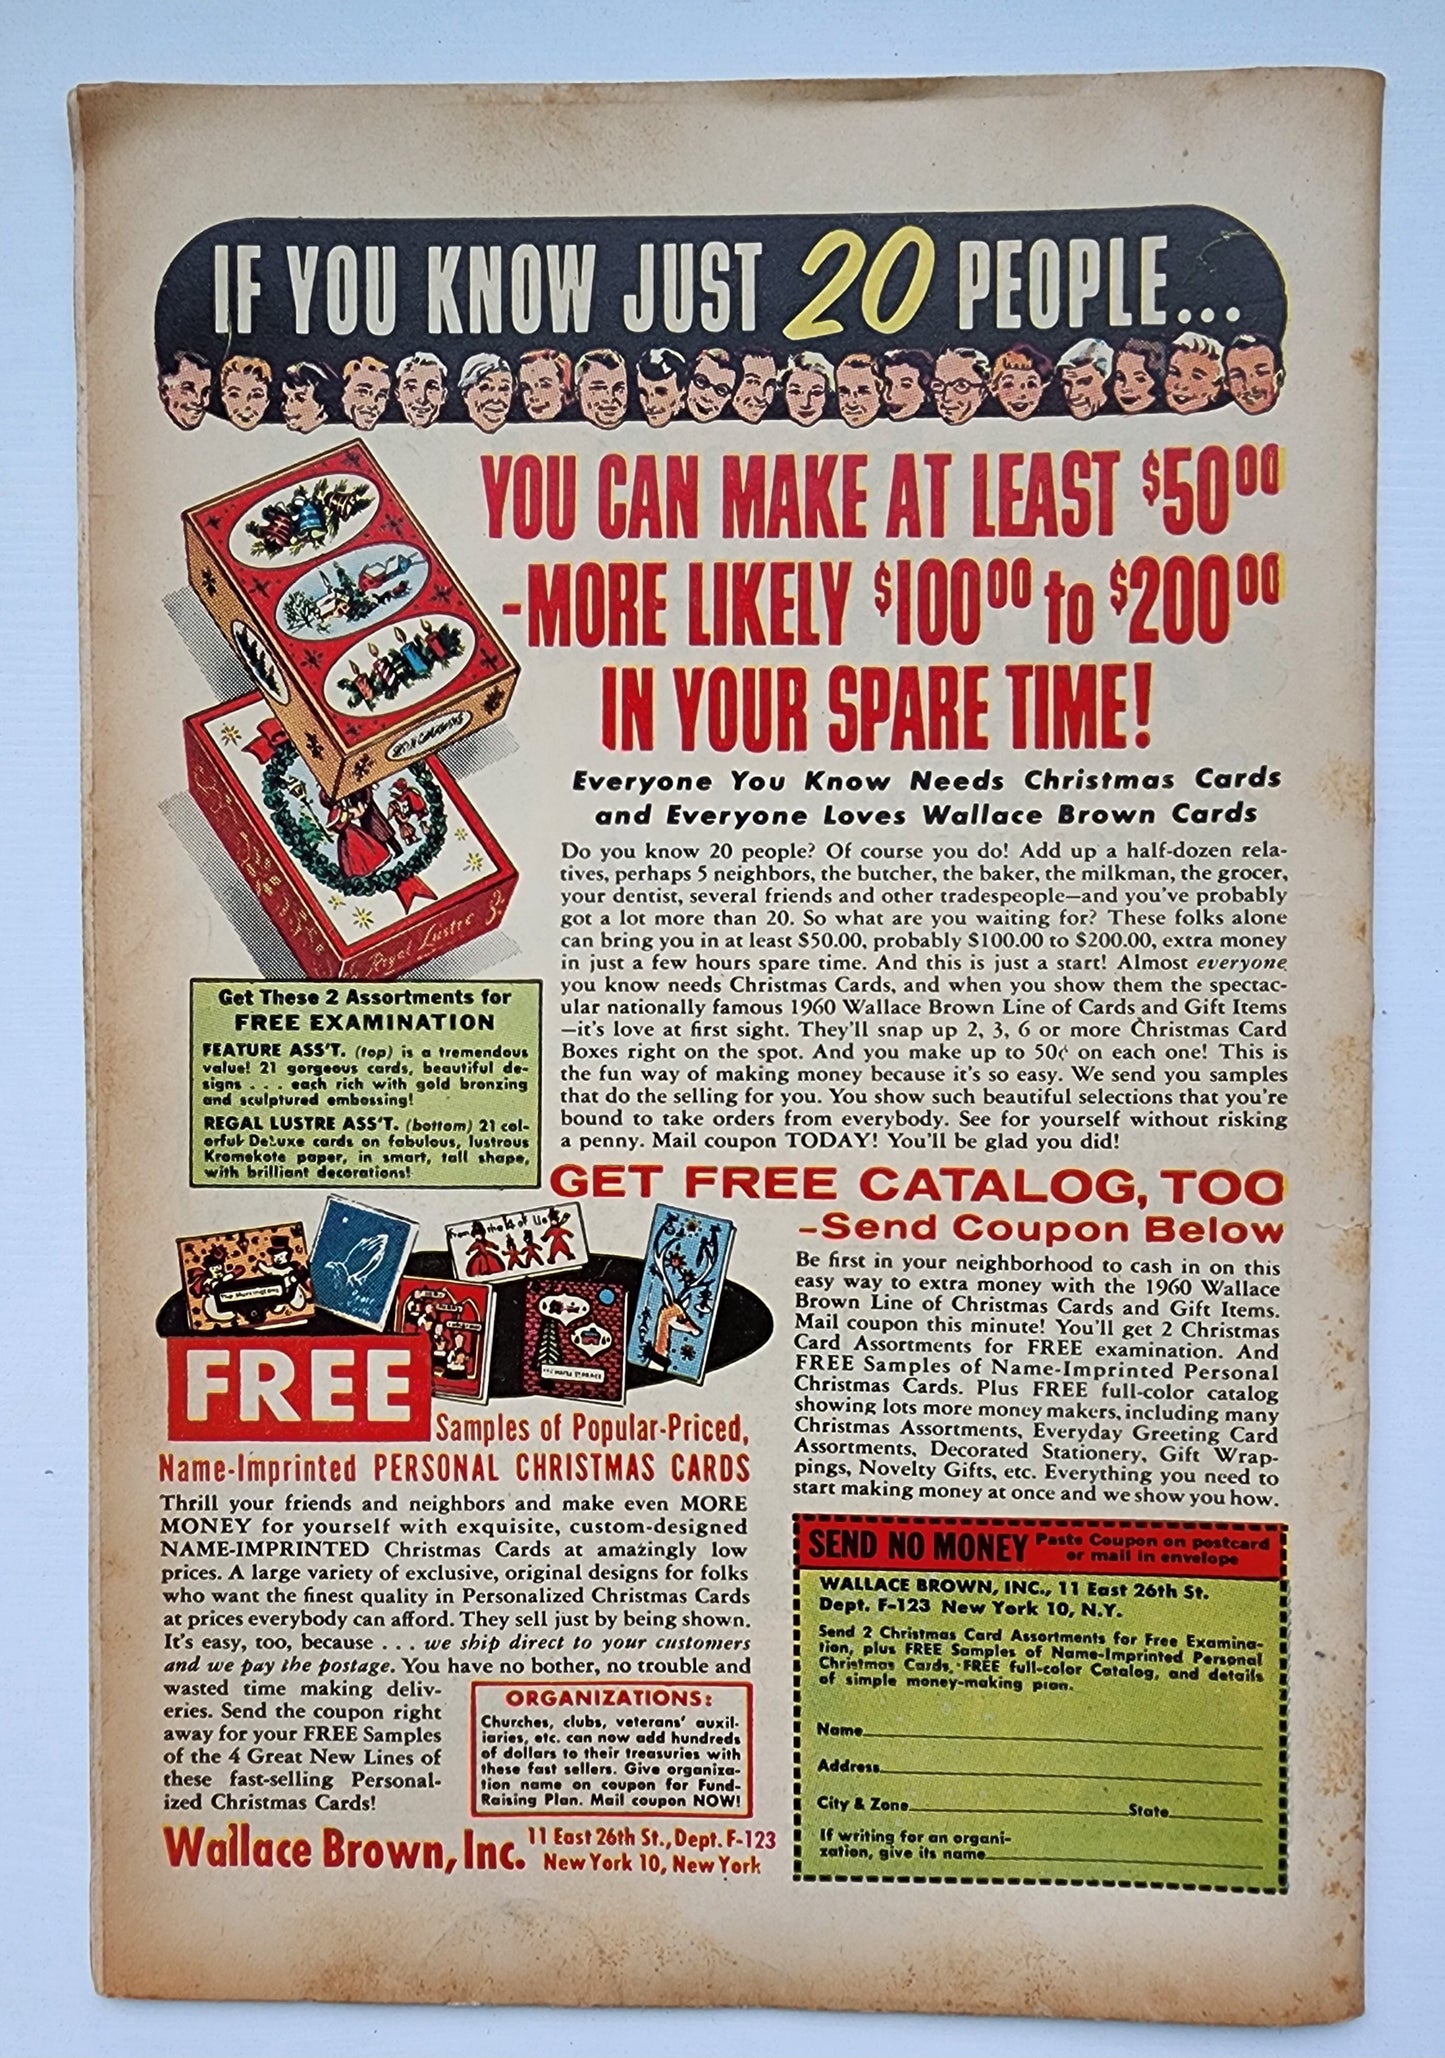 IF YOU KNOW JUST 20 PEOPLE...
YOU CAN MAKE AT LEAST $50 00
-MORE LIKELY $100 00 to $200 00
IN YOUR SPARE TIME!
Everyone You Know Needs Christmas Cards
and Everyone Loves Wallace Brown Cards
Do you know 20 people? Of course you do! Add up a half-dozen rela-
tives, perhaps 5 neighbors, the butcher, the baker, the milkman, the grocer,
your dentist, several friends and other tradespeople—and you've probably
got a lot more than 20. So what are you waiting for? These folks alone
can bring you in at least $50.00, probably $100.00 to $200.00, extra money
in just a few hours spare time. And this is just a start! Almost everyone
you know needs Christmas Cards, and when you show them the spectac-
ular nationally famous 1960 Wallace Brown Line of Cards and Gift Items
—it's love at first sight. They'll snap up 2, 3, 6 or more Christmas Card
Boxes right on the spot. And you make up to 50¢ on each one! This is
the fun way of making money because it's so easy. We send you samples
that do the selling for you. You show such beautiful selections that you're
bound to take orders from everybody. See for yourself without risking
a penny. Mail coupon TODAY! You'll be glad you did!
Regal Lustre
Get These 2 Assortments for
FREE EXAMINATION
FEATURE ASS'T. (top) is a tremendous
value! 21 gorgeous cards, beautiful de-
signs . . . each rich with gold bronzing
and sculptured embossing!
REGAL LUSTRE ASS'T. (bottom) 21 col-
orful DeLuxe cards on fabulous, lustrous
Kromekote paper, in smart, tall shape,
with brilliant decorations!
GET FREE CATALOG, TOO
-Send Coupon Below
Be first in your neighborhood to cash in on this
easy way to extra money with the 1960 Wallace
Brown Line of Christmas Cards and Gift Items.
Mail coupon this minute! You'll get 2 Christmas
Card Assortments for FREE examination. And
FREE Samples of Name-Imprinted Personal
Christmas Cards. Plus FREE full-color catalog
showing lots more money makers, including many
Christmas Assortments, Everyday Greeting Card
Assortments, Decorated Stationery, Gift Wrap-
pings, Novelty Gifts, etc. Everything you need to
start making money at once and we show you how.
From the 4 of Us
FREE
Samples of Popular-Priced,
Name-Imprinted PERSONAL CHRISTMAS CARDS
Thrill your friends and neighbors and make even MORE
MONEY for yourself with exquisite, custom-designed
NAME-IMPRINTED Christmas Cards at amazingly low
prices. A large variety of exclusive, original designs for folks
who want the finest quality in Personalized Christmas Cards
at prices everybody can afford. They sell just by being shown.
It's easy, too, because . . . we ship direct to your customers
and we pay the postage. You have no bother, no trouble and
wasted time making deliv-
eries. Send the coupon right
away for your FREE Samples
of the 4 Great New Lines of
these fast-selling Personal-
ized Christmas Cards!
ORGANIZATIONS:
Churches, clubs, veterans' auxil-
iaries, etc. can now add hundreds
of dollars to their treasuries with
these fast sellers. Give organiza-
tion name on coupon for Fund-
Raising Plan. Mail coupon NOW!
Wallace Brown, Inc. 11 East 26th St., Dept. F-123
New York 10, New York
SEND NO MONEY Paste Coupon on postcard
or mail in envelope
WALLACE BROWN, INC., 11 East 26th St.
Dept. F-123 New York 10, N.Y.
Send 2 Christmas Card Assortments for Free Examina-
tion, plus FREE Samples of Name-Imprinted Personal
Christmas Cards, FREE full-color Catalog, and details
of simple money-making plan.
Name
Address
City & Zone State
If writing for an organi-
zation, give its name